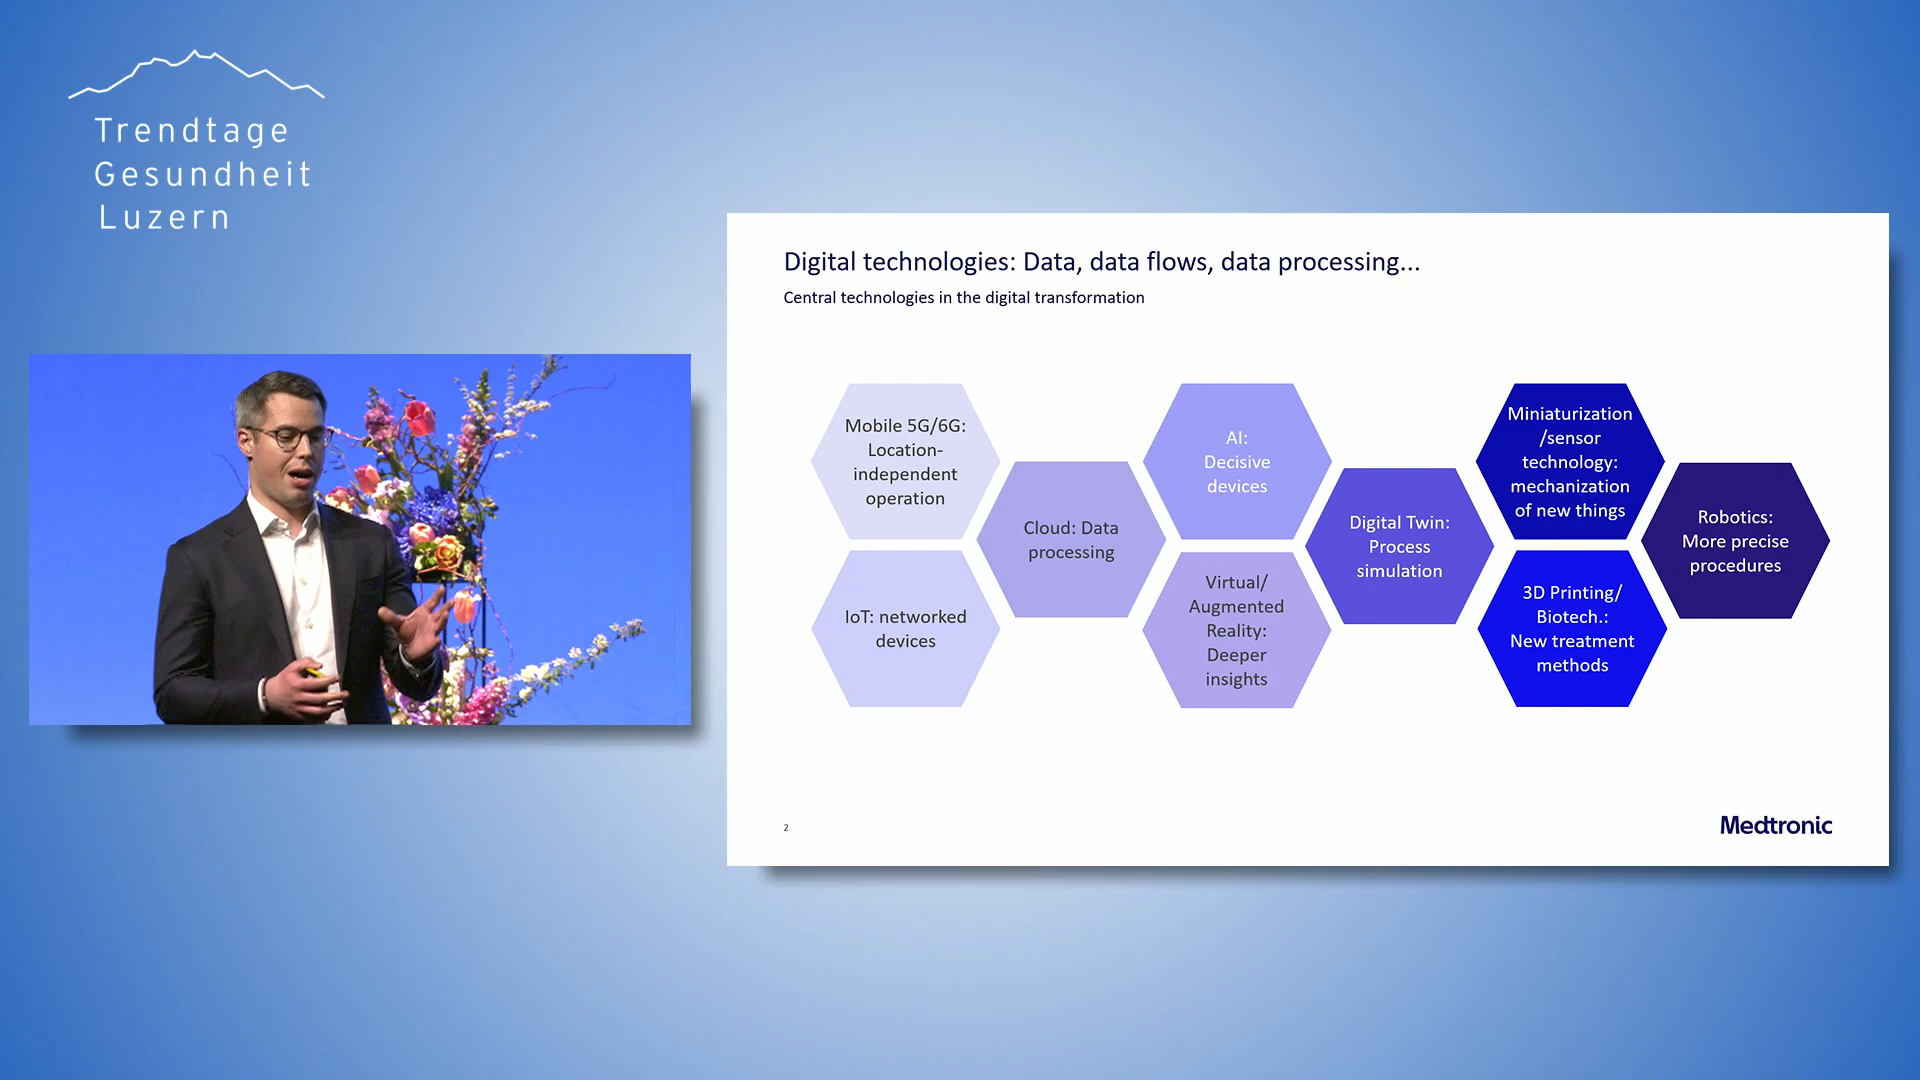 Trendtage
Gesundheit
Luzern
Digital technologies: Data, data flows, data processing...
Central technologies in the digital transformation
Mobile 5G/6G:
Location-
independent
operation
IoT: networked
devices
Cloud: Data
processing
AI:
Decisive
devices
Virtual/
Augmented
Reality:
Deeper
insights
Digital Twin:
Process
simulation
Miniaturization
/sensor
technology:
mechanization
of new things
3D Printing/
Biotech.:
New treatment
methods
Robotics:
More precise
procedures
2
Medtronic